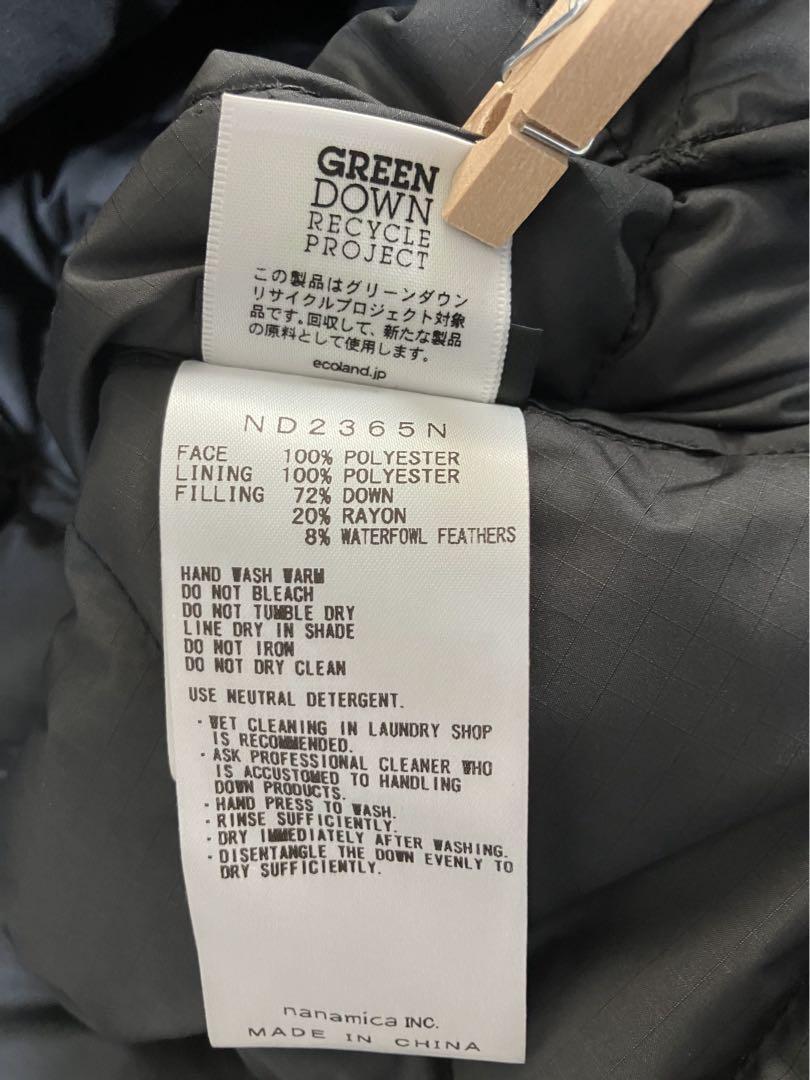 GREEN
DOWN
RECYCLE
PROJECT
この製品はグリーンダウン
リサイクルプロジェクト対象
品です。回収して、新たな製品
の原料として使用します。
ecoland.jp
ND2365N
FACE 100% POLYESTER
LINING 100% POLYESTER
FILLING 72% DOWN
20% RAYON
8% WATERFOWL FEATHERS
HAND WASH WARM
DO NOT BLEACH
DO NOT TUMBLE DRY
LINE DRY IN SHADE
DO NOT IRON
DO NOT DRY CLEAN
USE NEUTRAL DETERGENT.
・WET CLEANING IN LAUNDRY SHOP
IS RECOMMENDED.
・ASK PROFESSIONAL CLEANER WHO
IS ACCUSTOMED TO HANDLING
DOWN PRODUCTS.
・HAND PRESS TO WASH.
・RINSE SUFFICIENTLY.
・DRY IMMEDIATELY AFTER WASHING.
・DISENTANGLE THE DOWN EVENLY TO
DRY SUFFICIENTLY.
nanamica INC.
MADE IN CHINA